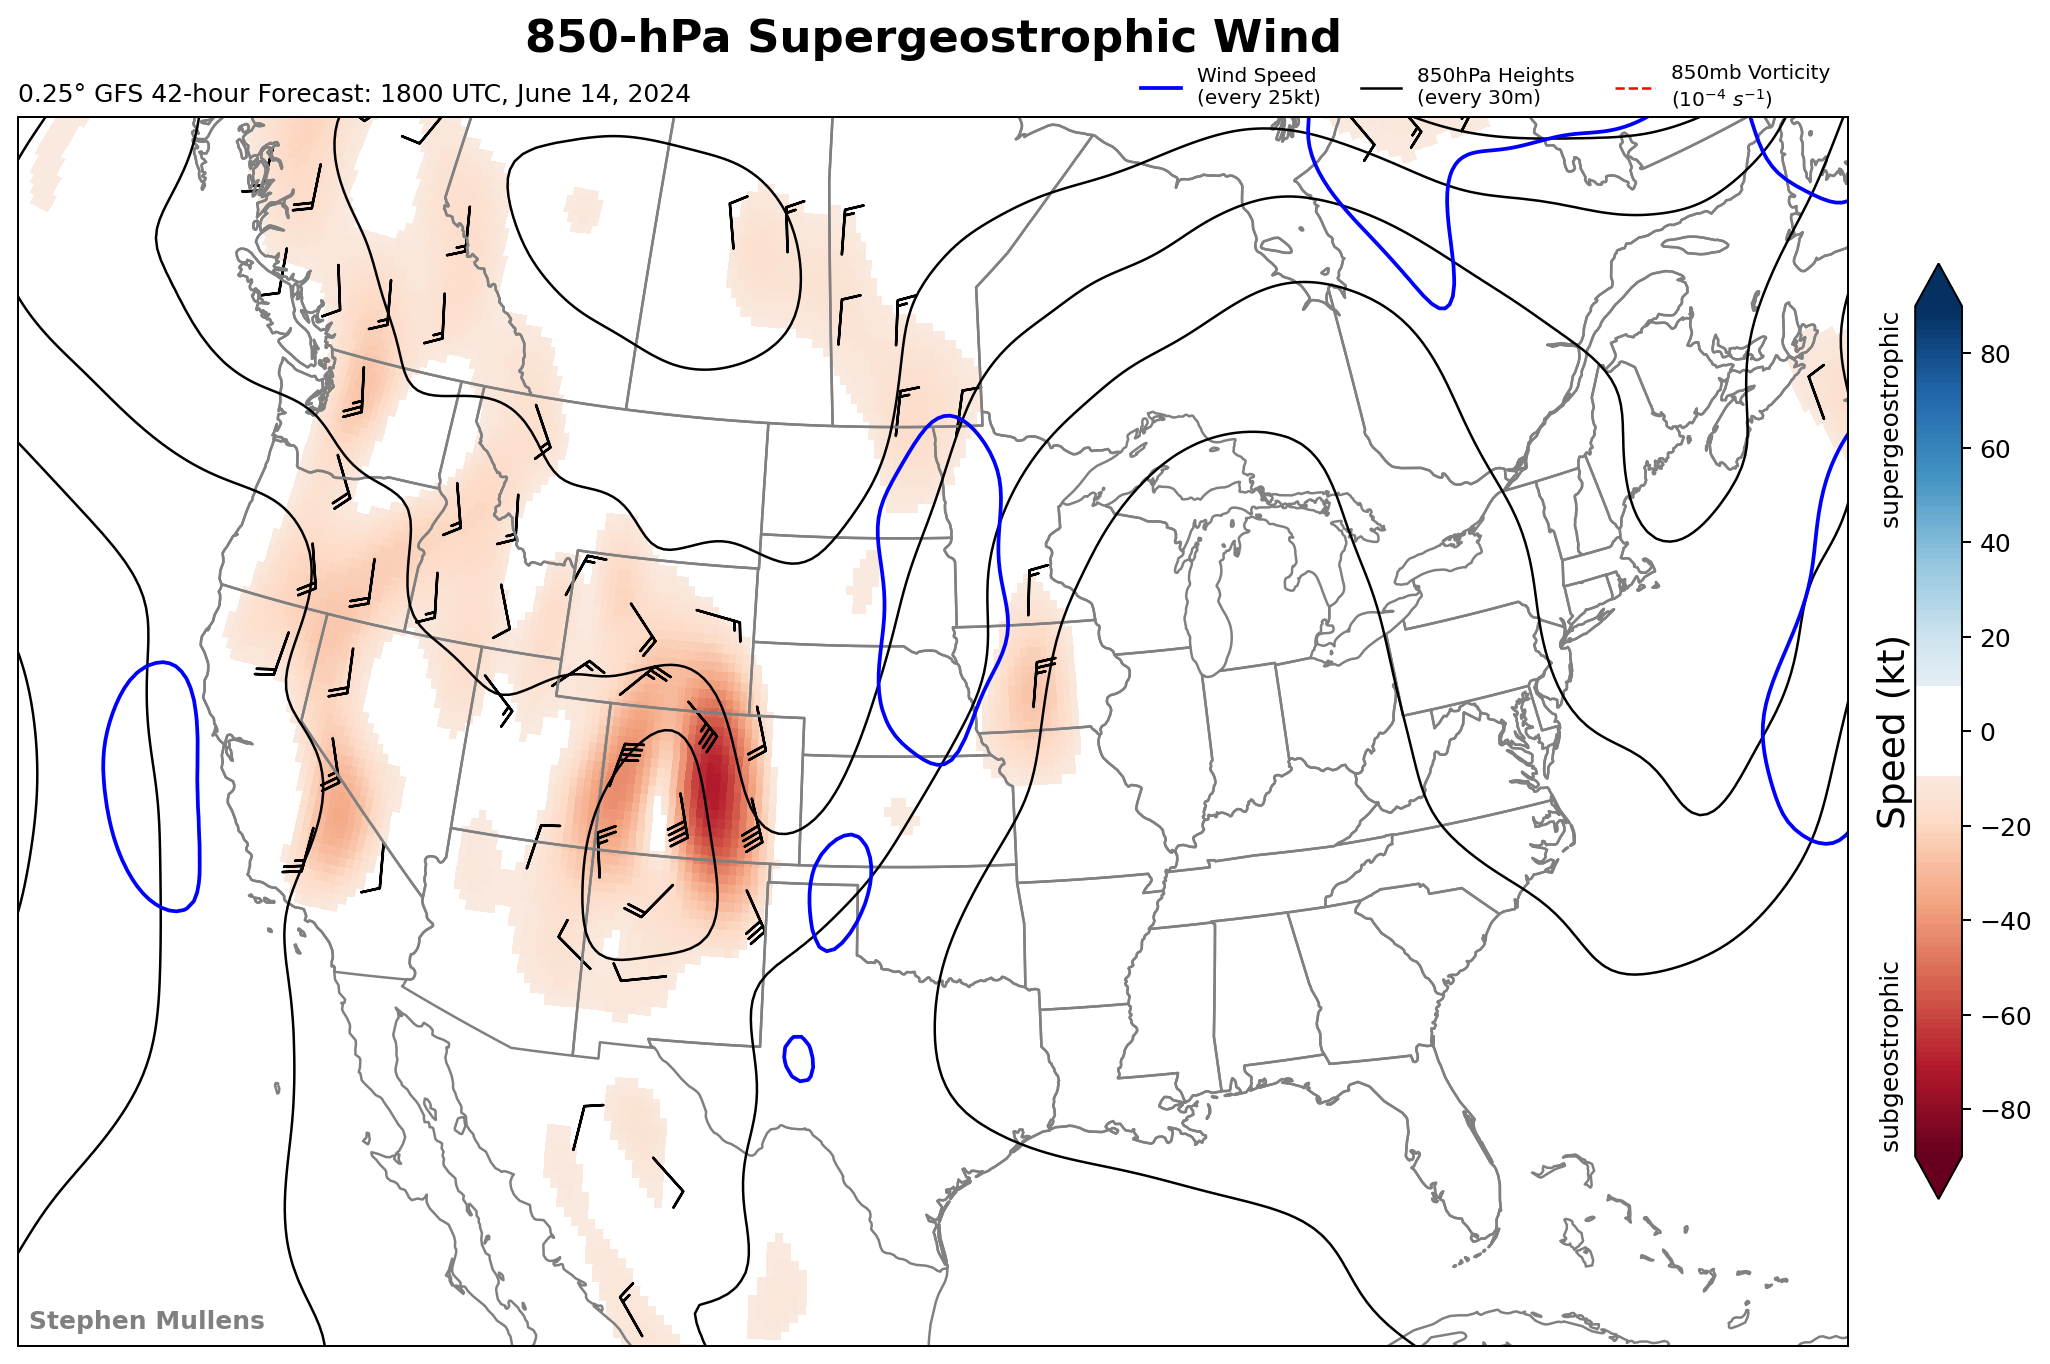 850-hPa Supergeostrophic Wind
0.25° GFS 42-hour Forecast: 1800 UTC, June 14, 2024
Wind Speed
(every 25kt)
850hPa Heights
(every 30m)
850mb Vorticity
(10⁻⁴ s⁻¹)
supergeostrophic
Speed (kt)
subgeostrophic
80
60
40
20
0
−20
−40
−60
−80
Stephen Mullens